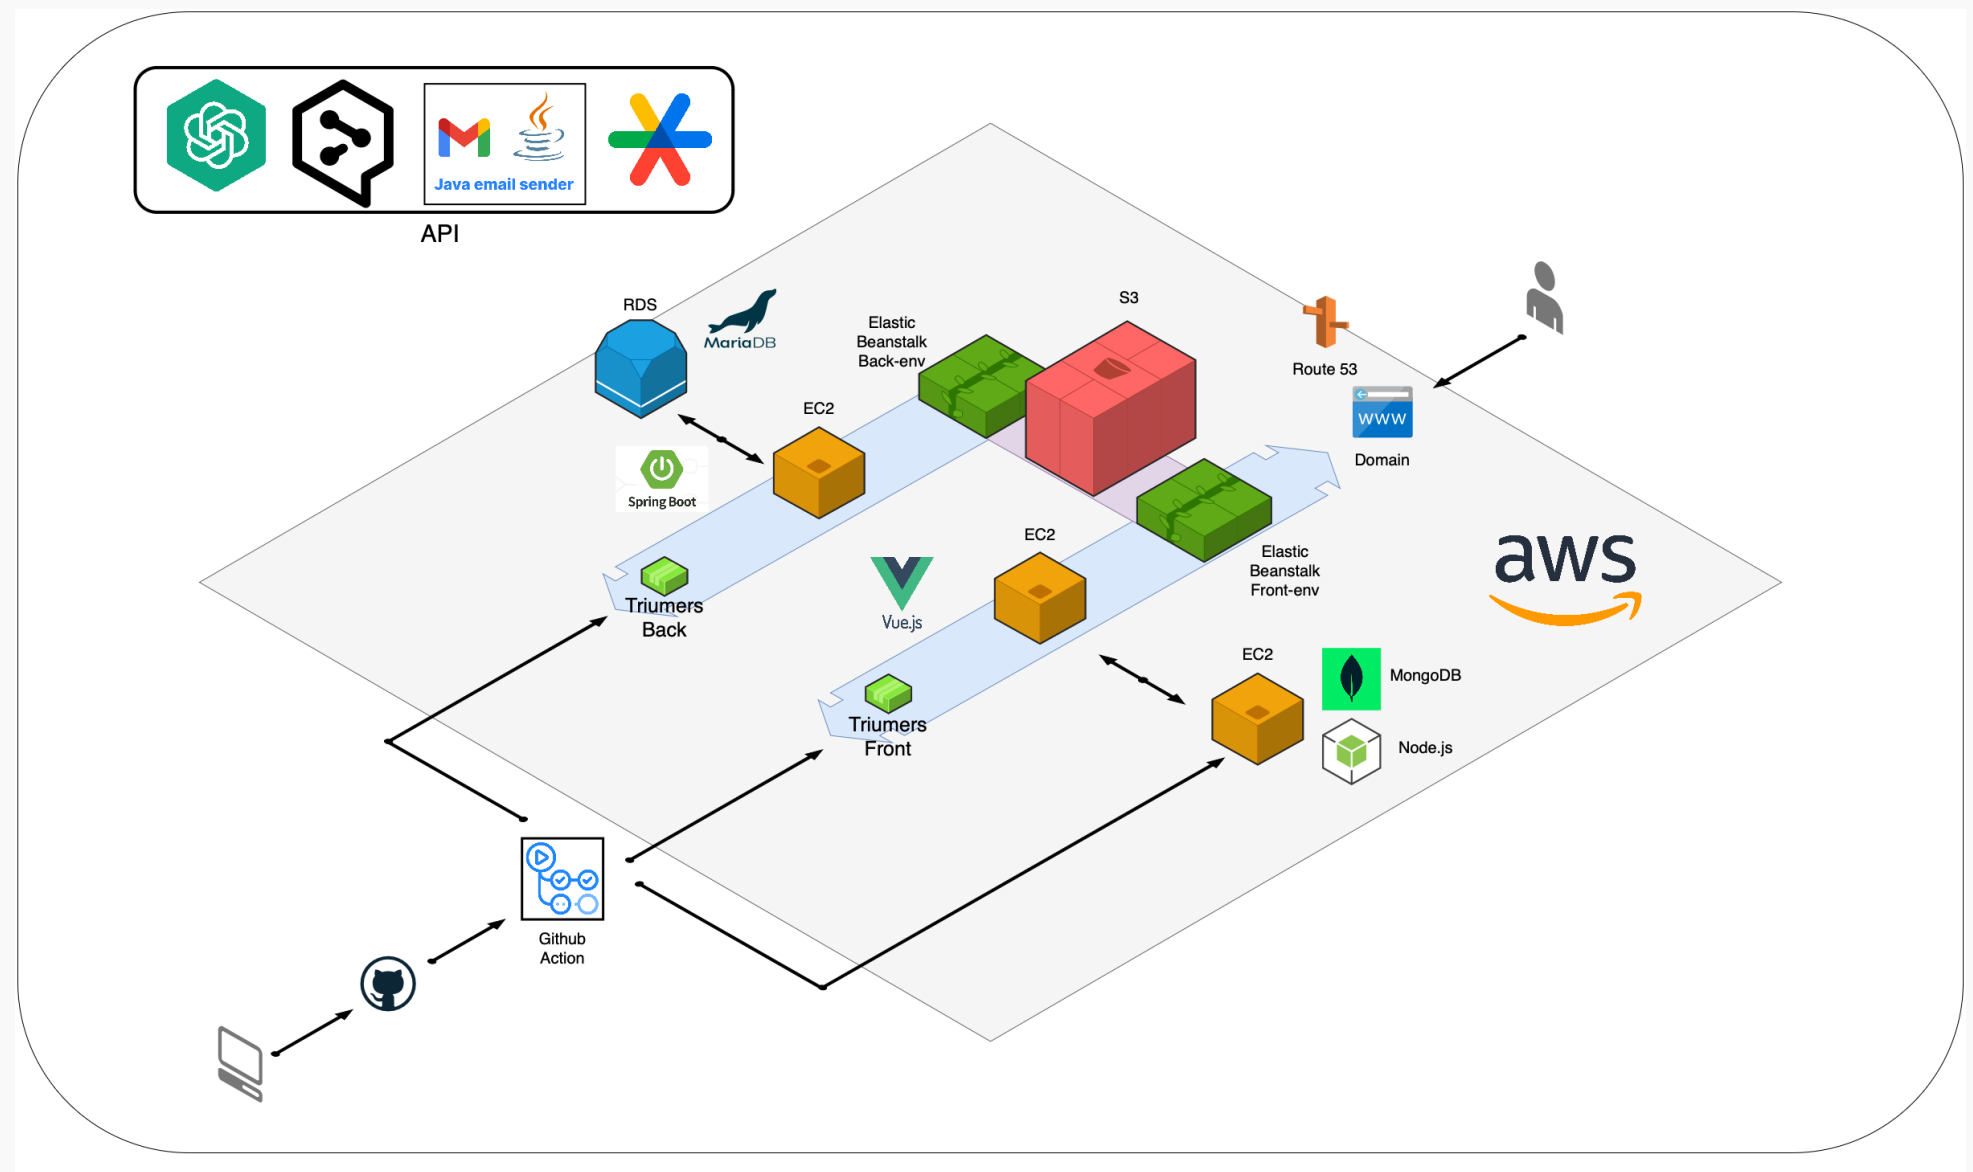 Java email sender
API
RDS
MariaDB
Elastic
Beanstalk
Back-env
S3
EC2
Route 53
www
Domain
Spring Boot
Triumers
Back
Vue.js
EC2
Elastic
Beanstalk
Front-env
aws
Triumers
Front
EC2
MongoDB
Node.js
Github
Action